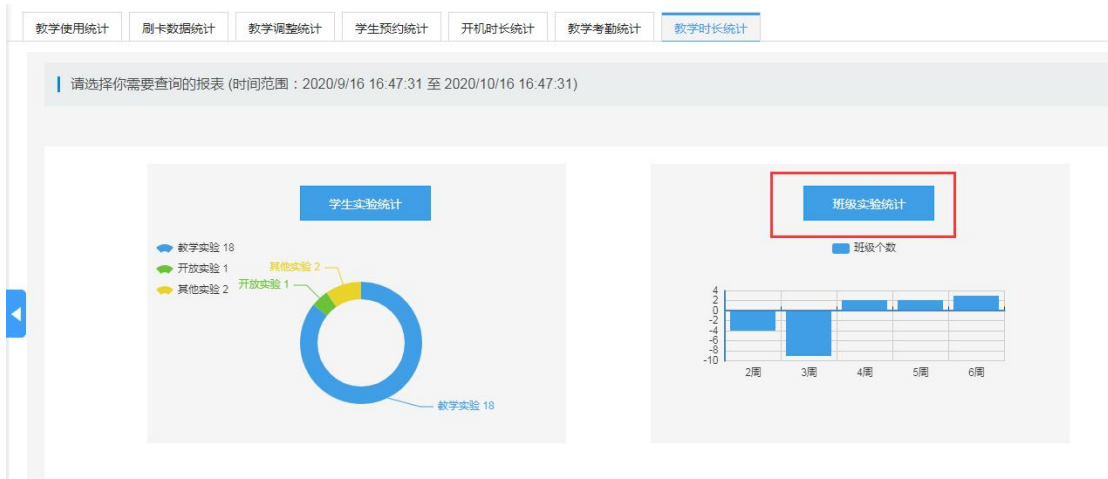 教学使用统计 刷卡数据统计 教学调整统计 学生预约统计 开机时长统计 教学考勤统计 教学时长统计
请选择你需要查询的报表 (时间范围：2020/9/16 16:47:31 至 2020/10/16 16:47:31)
学生实验统计
教学实验 18
开放实验 1
其他实验 2
其他实验 2
开放实验 1
教学实验 18
班级实验统计
班级个数
4
2
0
-2
-4
-6
-8
-10
2周 3周 4周 5周 6周